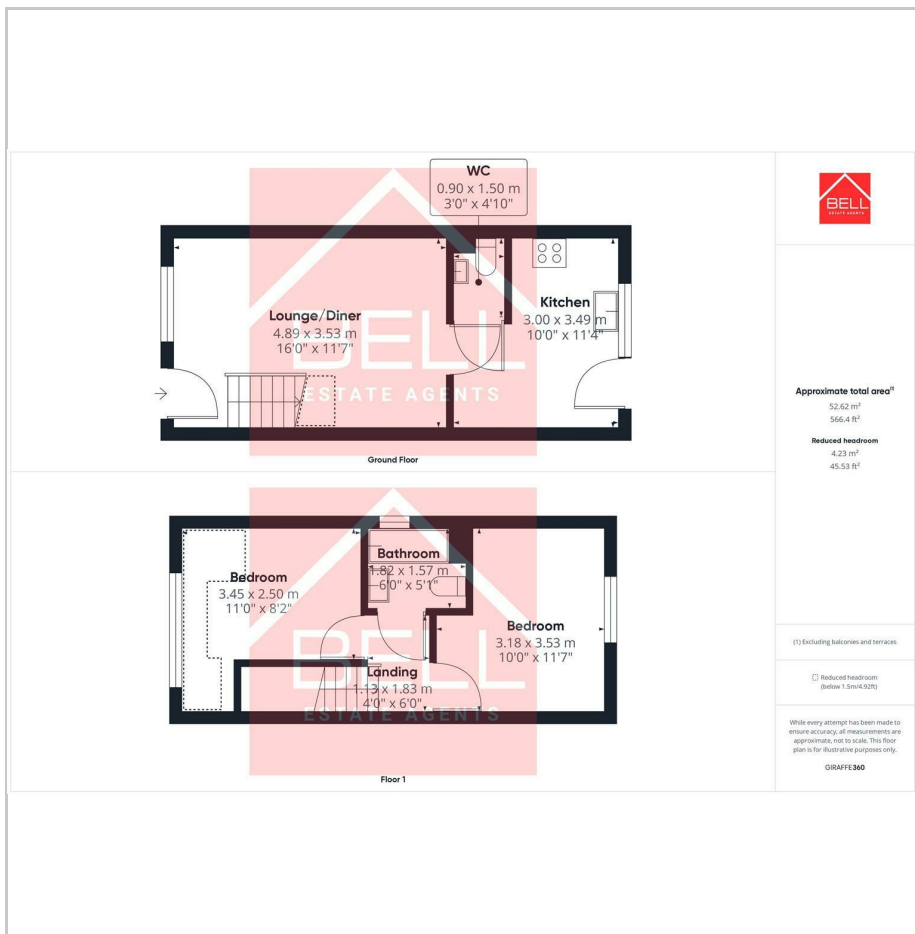 WC
0.90 x 1.50 m
3'0" x 4'10"
Lounge/Diner
4.89 x 3.53 m
16'0" x 11'7"
Kitchen
3.00 x 3.49 m
10'0" x 11'4"
BELL
ESTATE AGENTS
Ground Floor
Bedroom
3.45 x 2.50 m
11'0" x 8'2"
Bathroom
1.82 x 1.57 m
6'0" x 5'1"
Bedroom
3.18 x 3.53 m
10'0" x 11'7"
Landing
1.13 x 1.83 m
4'0" x 6'0"
BELL
ESTATE AGENTS
Floor 1
BELL
ESTATE AGENTS
Approximate total area(1)
52.62 m²
566.4 ft²
Reduced headroom
4.23 m²
45.53 ft²
(1) Excluding balconies and terraces
Reduced headroom
(below 1.5m/4.92ft)
While every attempt has been made to
ensure accuracy, all measurements are
approximate, not to scale. This floor
plan is for illustrative purposes only.
GIRAFFE360